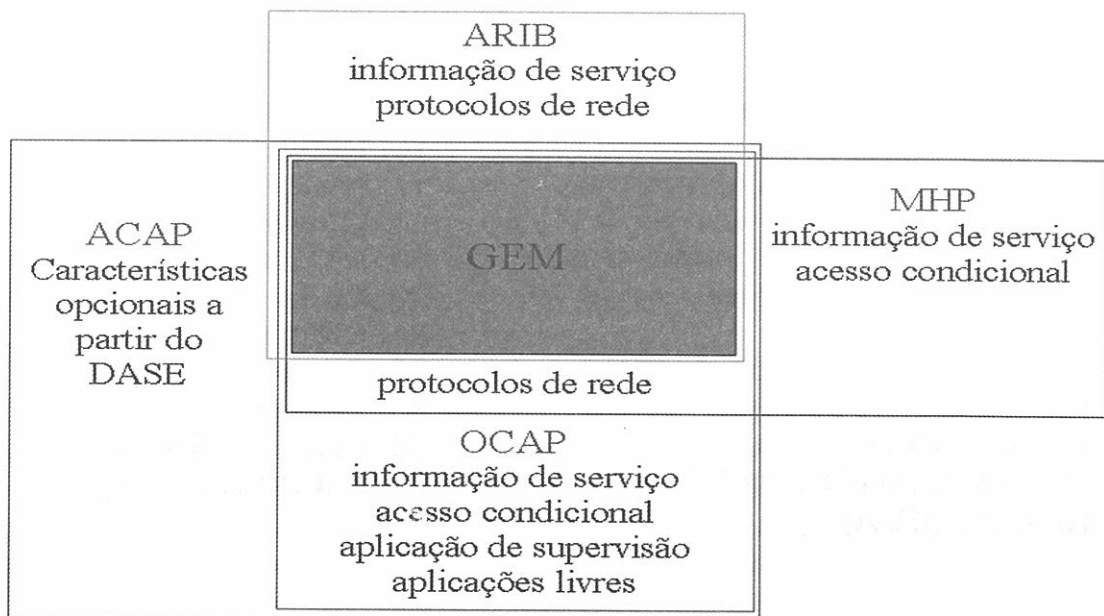 ARIB
informação de serviço
protocolos de rede
ACAP
Características
opcionais a
partir do
DASE
GEM
MHP
informação de serviço
acesso condicional
protocolos de rede
OCAP
informação de serviço
acesso condicional
aplicação de supervisão
aplicações livres